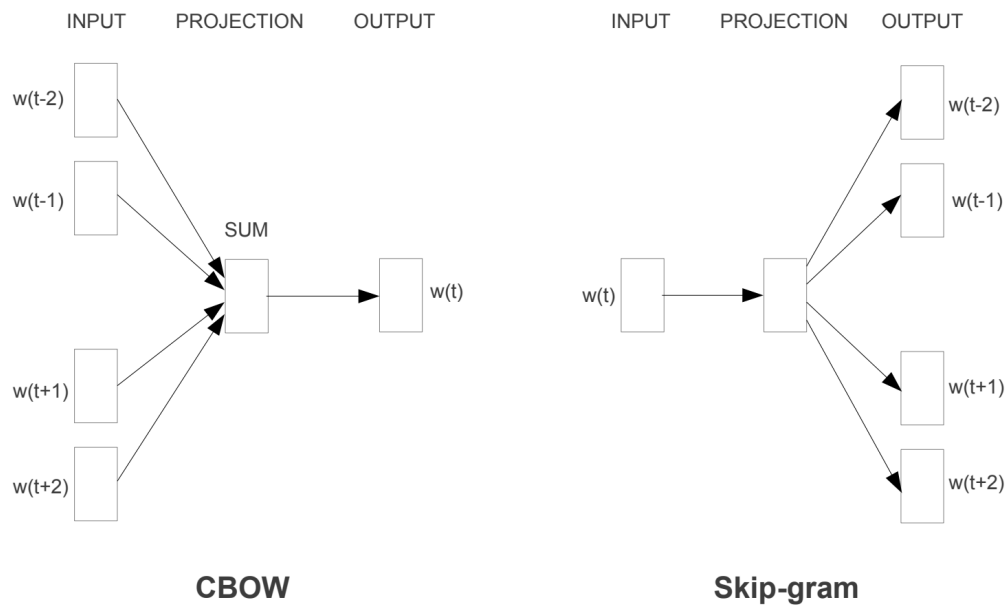 INPUT PROJECTION OUTPUT
w(t-2)
w(t-1)
SUM
w(t)
w(t+1)
w(t+2)
CBOW
INPUT PROJECTION OUTPUT
w(t-2)
w(t-1)
w(t)
w(t+1)
w(t+2)
Skip-gram